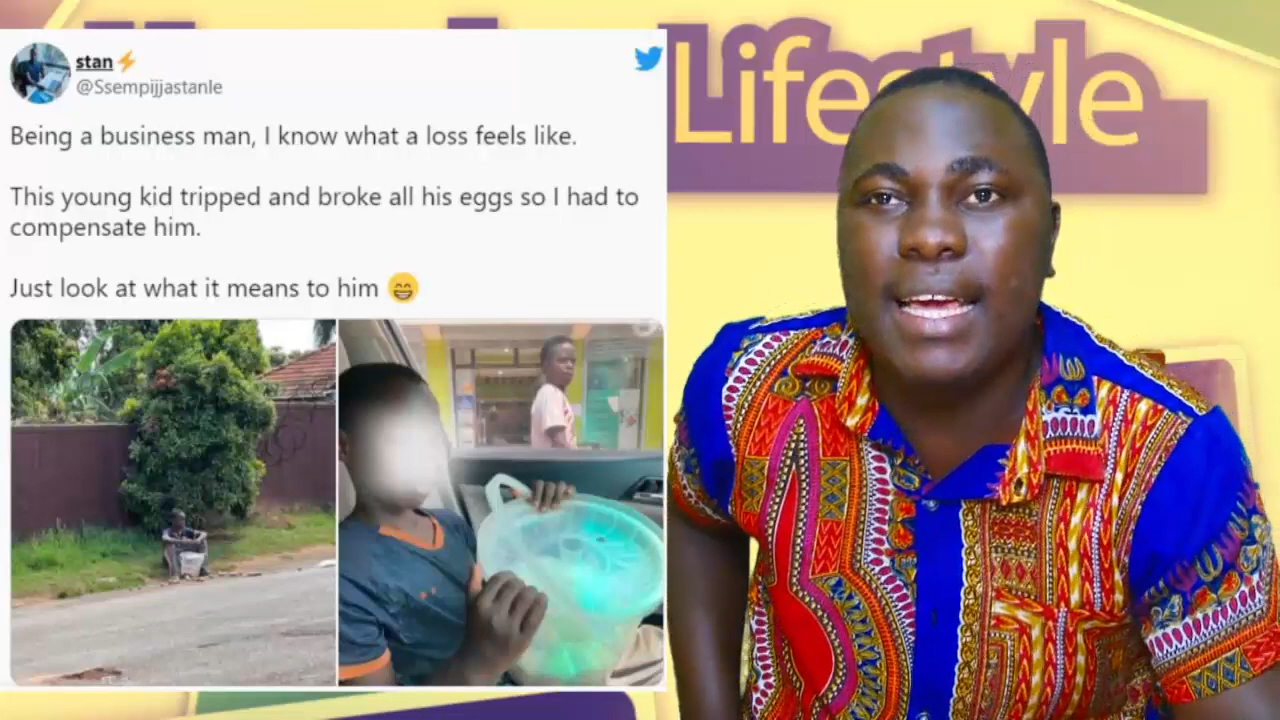 Lifestyle
stan⚡
@Ssempijjastanle
Being a business man, I know what a loss feels like.
This young kid tripped and broke all his eggs so I had to
compensate him.
Just look at what it means to him 😄